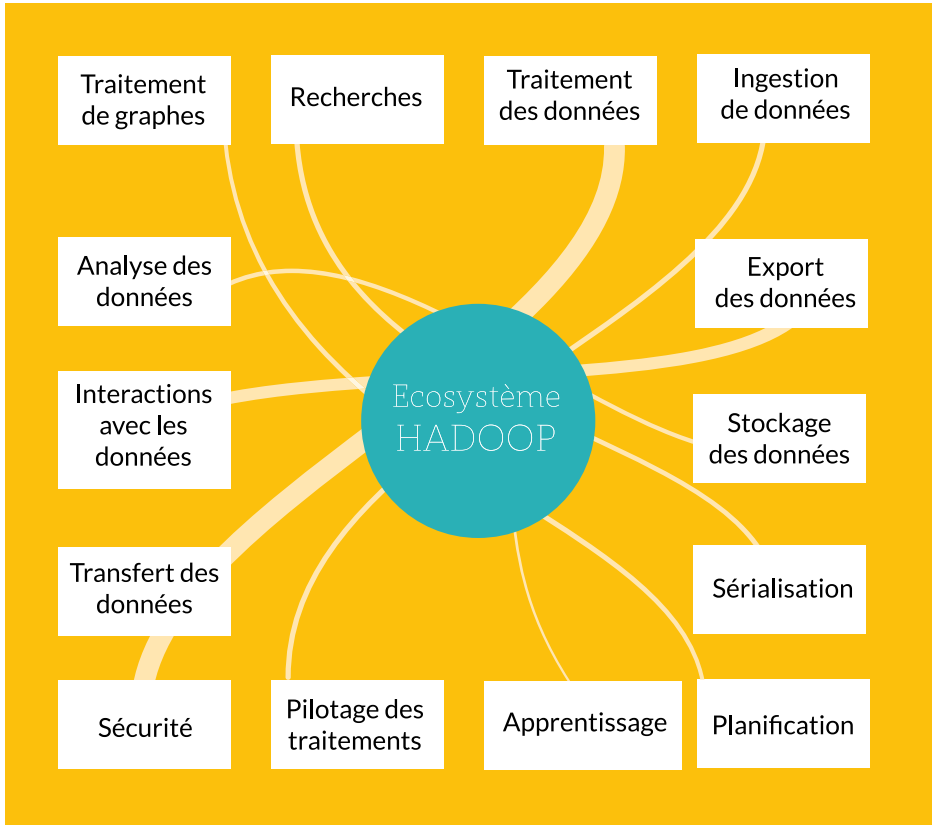 Traitement
de graphes
Recherches
Traitement
des données
Ingestion
de données
Analyse des
données
Export
des données
Interactions
avec les
données
Ecosystème
HADOOP
Stockage
des données
Transfert des
données
Sérialisation
Sécurité
Pilotage des
traitements
Apprentissage
Planification